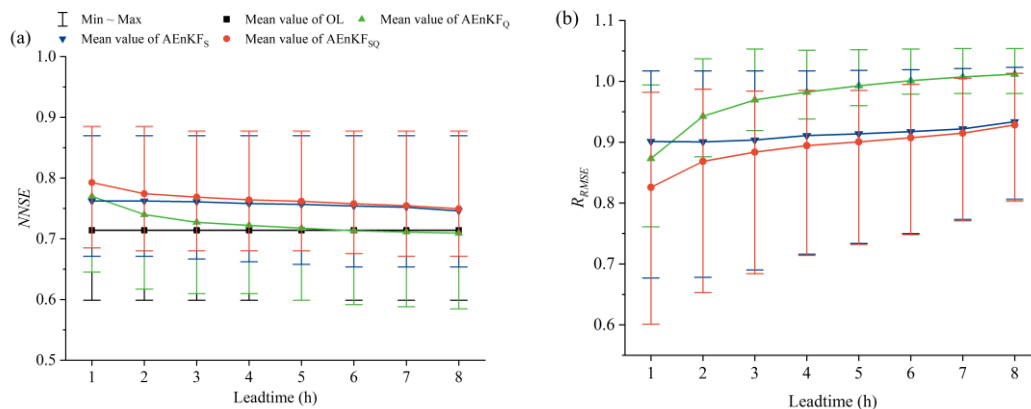 Min ~ Max Mean value of OL Mean value of AEnKFQ
Mean value of AEnKFS Mean value of AEnKFSQ
(a)
1.0
0.9
0.8
0.7
0.6
0.5
NNSE
1 2 3 4 5 6 7 8
Leadtime (h)
(b)
1.0
0.9
0.8
0.7
0.6
RRMSE
1 2 3 4 5 6 7 8
Leadtime (h)